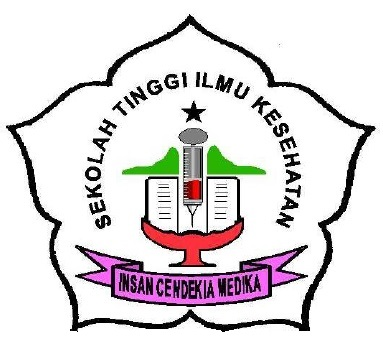 SEKOLAH TINGGI ILMU KESEHATAN
INSAN CENDEKIA MEDIKA